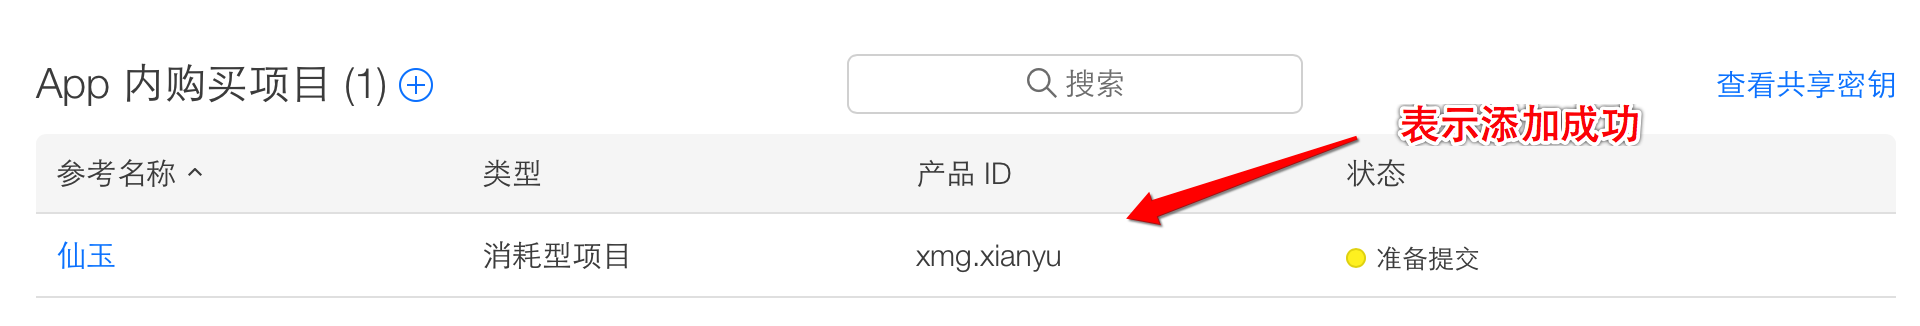 App 内购买项目 (1)
搜索
查看共享密钥
表示添加成功
参考名称 类型 产品 ID 状态
仙玉 消耗型项目 xmg.xianyu 准备提交